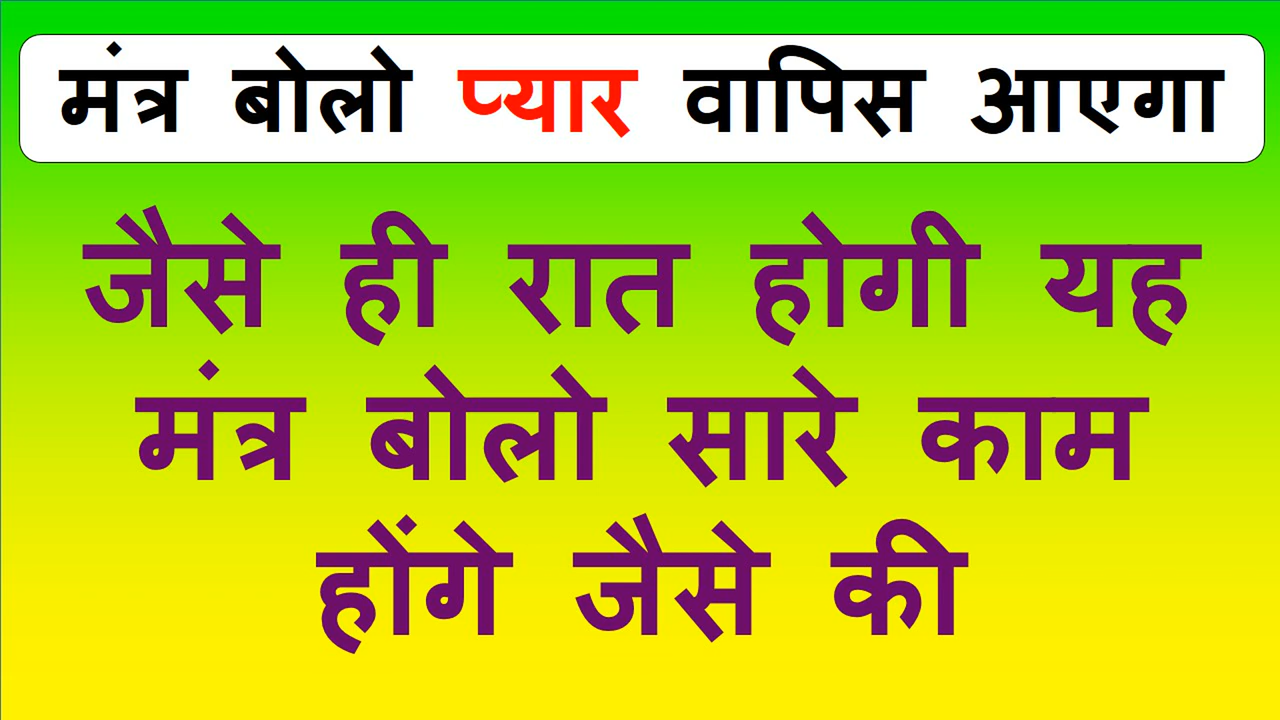 मंत्र बोलो प्यार वापिस आएगा
जैसे ही रात होगी यह
मंत्र बोलो सारे काम
होंगे जैसे की